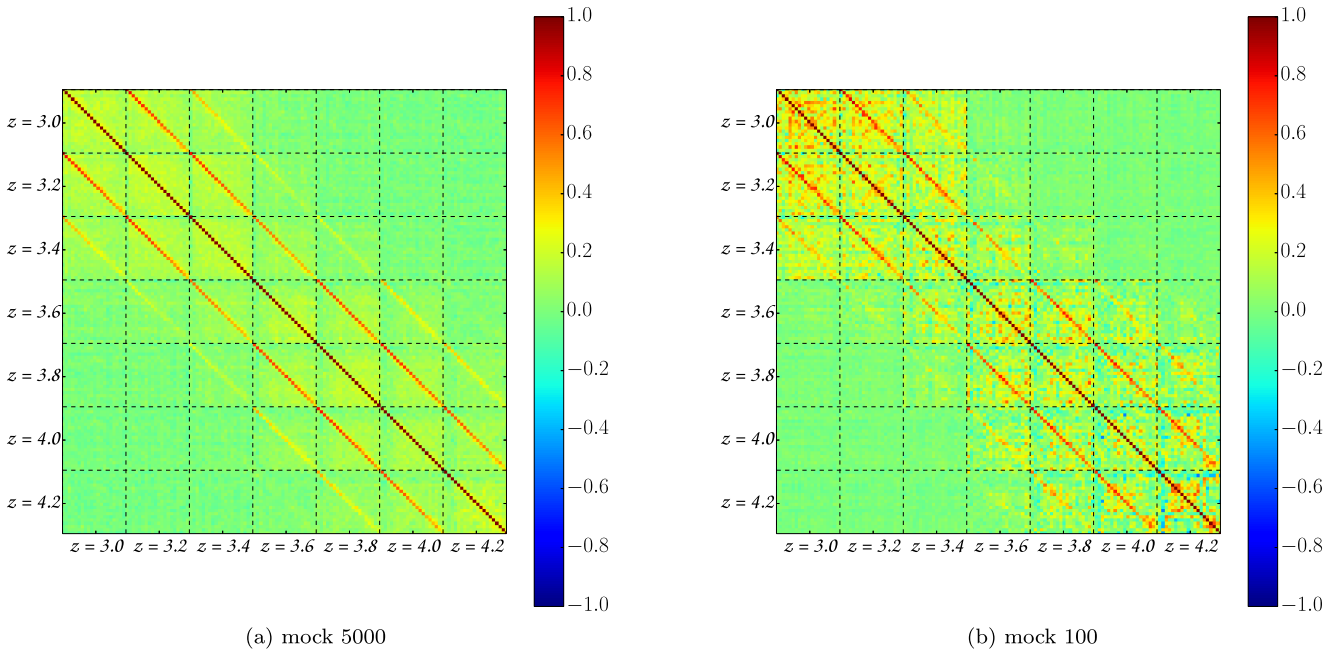 1.0
0.8
0.6
0.4
0.2
0.0
−0.2
−0.4
−0.6
−0.8
−1.0
z = 3.0
z = 3.2
z = 3.4
z = 3.6
z = 3.8
z = 4.0
z = 4.2
z = 3.0 z = 3.2 z = 3.4 z = 3.6 z = 3.8 z = 4.0 z = 4.2
(a) mock 5000
1.0
0.8
0.6
0.4
0.2
0.0
−0.2
−0.4
−0.6
−0.8
−1.0
z = 3.0
z = 3.2
z = 3.4
z = 3.6
z = 3.8
z = 4.0
z = 4.2
z = 3.0 z = 3.2 z = 3.4 z = 3.6 z = 3.8 z = 4.0 z = 4.2
(b) mock 100